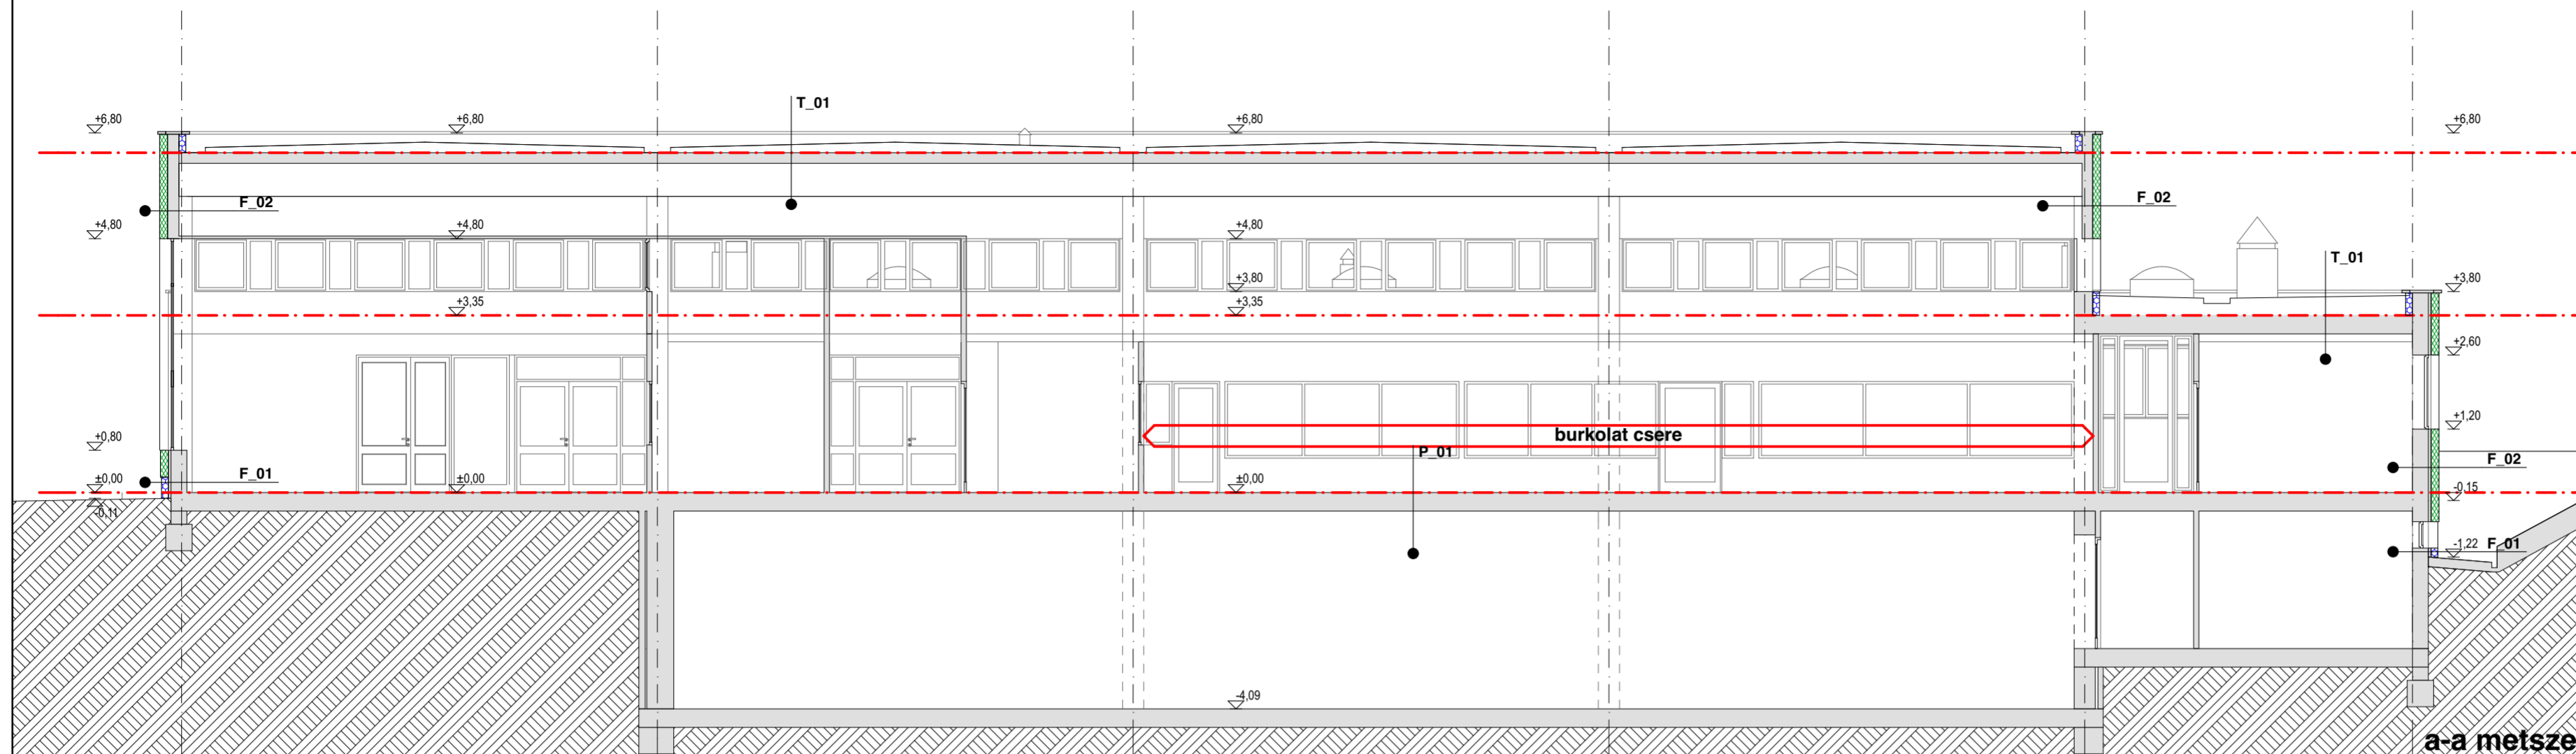 T_01
+6,80
+6,80
+6,80
+6,80
F_02
F_02
+4,80
+4,80
+4,80
T_01
+3,80
+3,80
+3,35
+3,35
+2,60
+1,20
burkolat csere
+0,80
P_01
F_02
F_01
±0,00
±0,00
±0,00
-0,15
-0,11
-1,22
F_01
-4,09